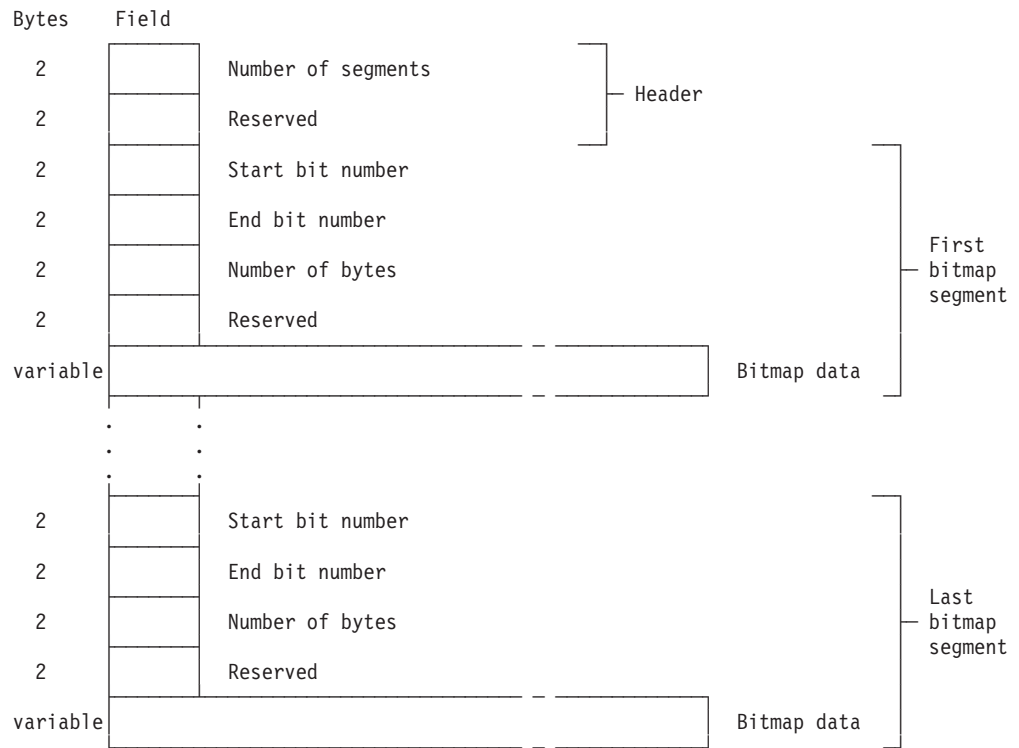 Bytes Field
2 Number of segments
Header
2 Reserved
2 Start bit number
2 End bit number
First
2 Number of bytes bitmap
segment
2 Reserved
variable Bitmap data
.    .
.    .
.    .
2 Start bit number
2 End bit number
Last
2 Number of bytes bitmap
segment
2 Reserved
variable Bitmap data